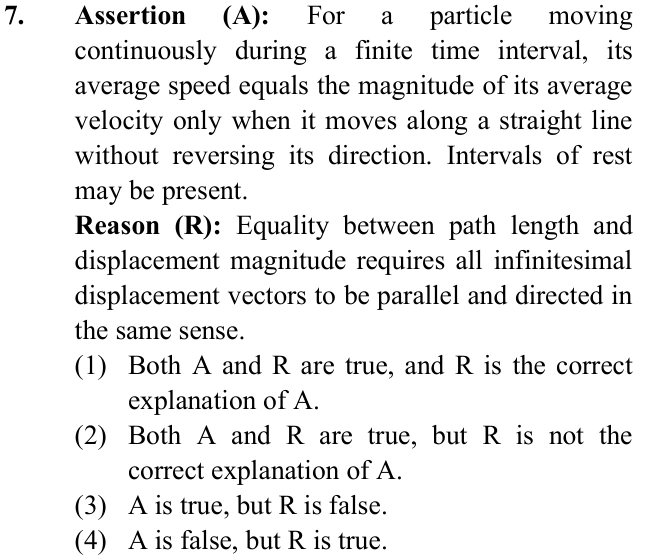 7. Assertion (A): For a particle moving
continuously during a finite time interval, its
average speed equals the magnitude of its average
velocity only when it moves along a straight line
without reversing its direction. Intervals of rest
may be present.
Reason (R): Equality between path length and
displacement magnitude requires all infinitesimal
displacement vectors to be parallel and directed in
the same sense.
(1) Both A and R are true, and R is the correct
explanation of A.
(2) Both A and R are true, but R is not the
correct explanation of A.
(3) A is true, but R is false.
(4) A is false, but R is true.